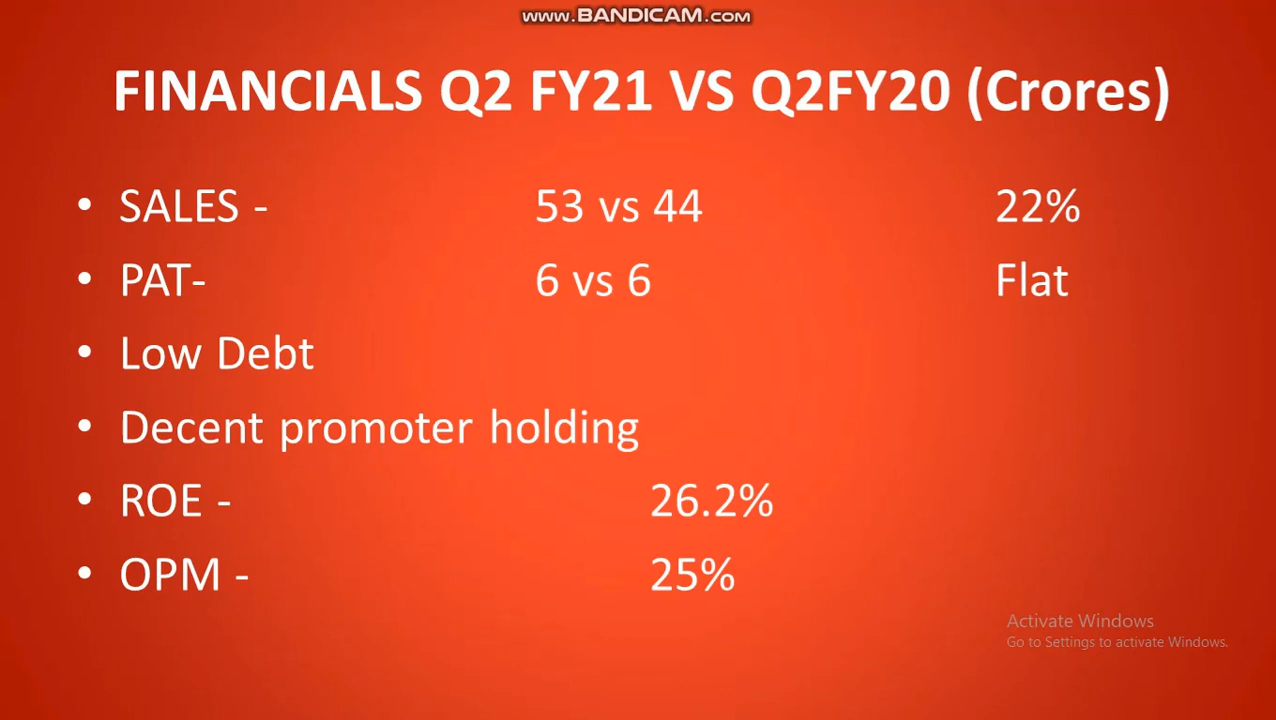 www.BANDICAM.com
FINANCIALS Q2 FY21 VS Q2FY20 (Crores)
• SALES - 53 vs 44 22%
• PAT- 6 vs 6 Flat
• Low Debt
• Decent promoter holding
• ROE - 26.2%
• OPM - 25%
Activate Windows
Go to Settings to activate Windows.